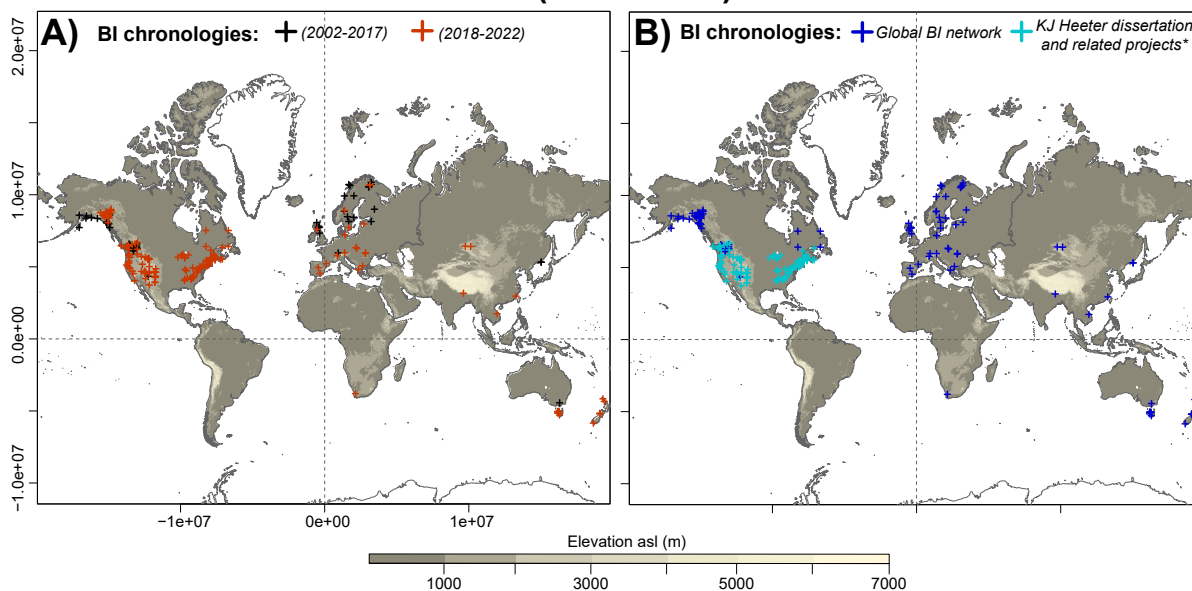 A) BI chronologies: (2002-2017) (2018-2022)
B) BI chronologies: Global BI network KJ Heeter dissertation
and related projects*
2.0e+07
1.0e+07
0.0e+00
−1.0e+07
−1e+07 0e+00 1e+07
Elevation asl (m)
1000 3000 5000 7000